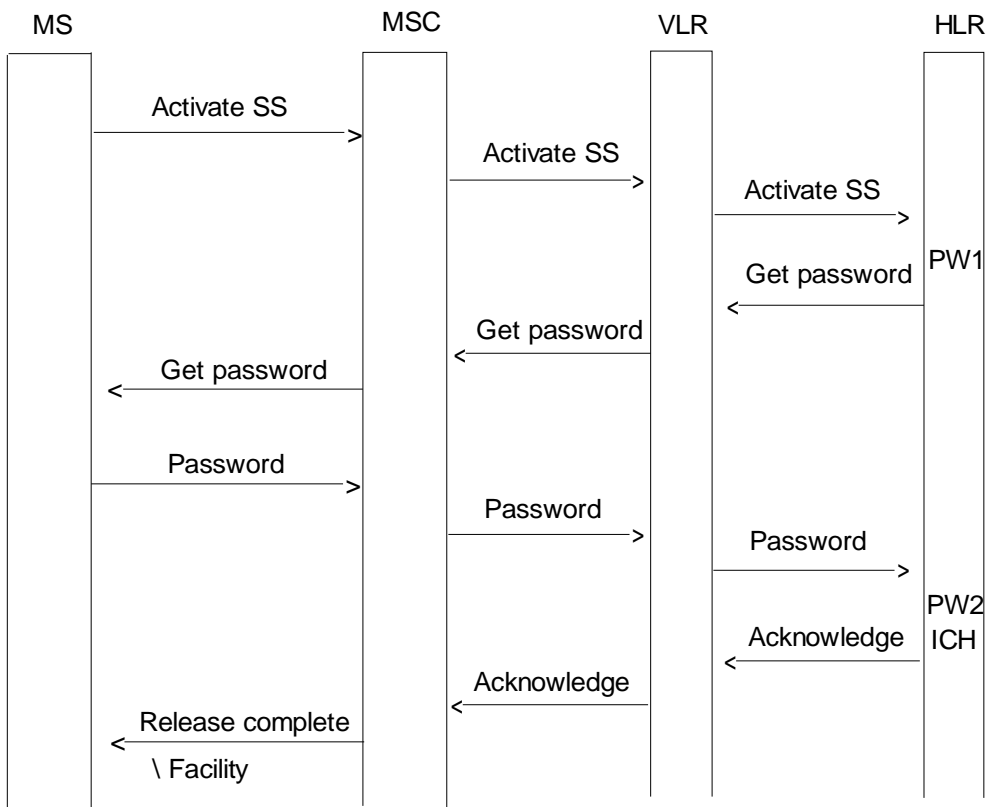 MS MSC VLR HLR
Activate SS
Activate SS
Activate SS
PW1
Get password
Get password
Get password
Password
Password
Password
PW2
Acknowledge ICH
Acknowledge
Release complete
\ Facility